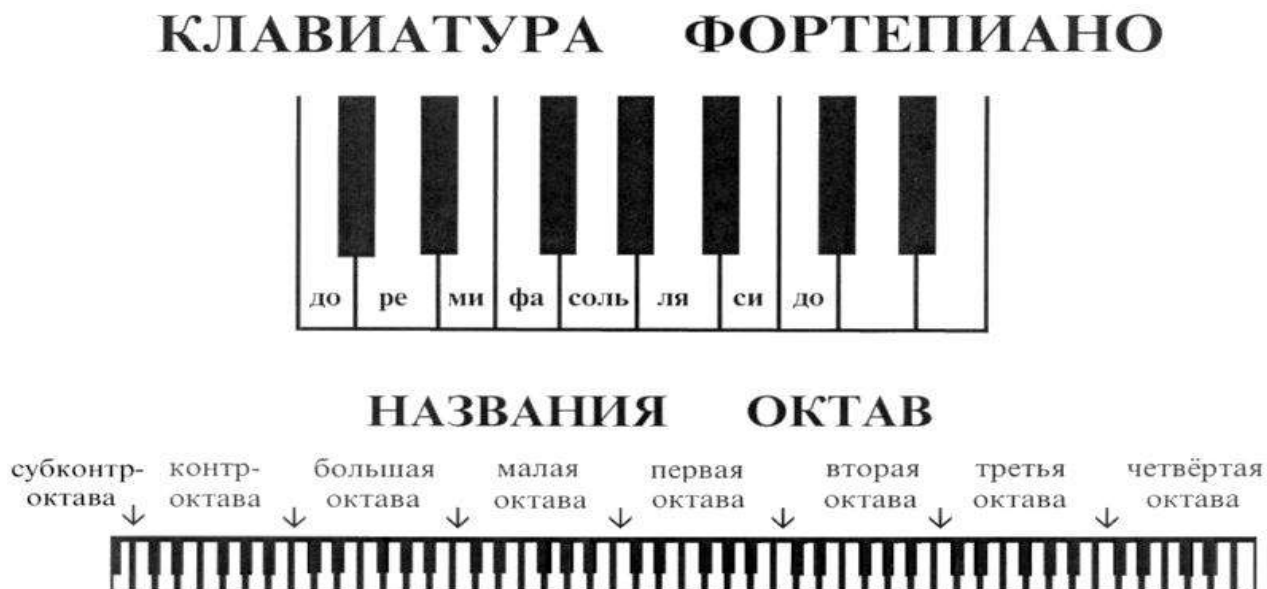 КЛАВИАТУРА ФОРТЕПИАНО
до ре ми фа соль ля си до
НАЗВАНИЯ ОКТАВ
субконтр- контр- большая малая первая вторая третья четвёртая
октава октава октава октава октава октава октава октава